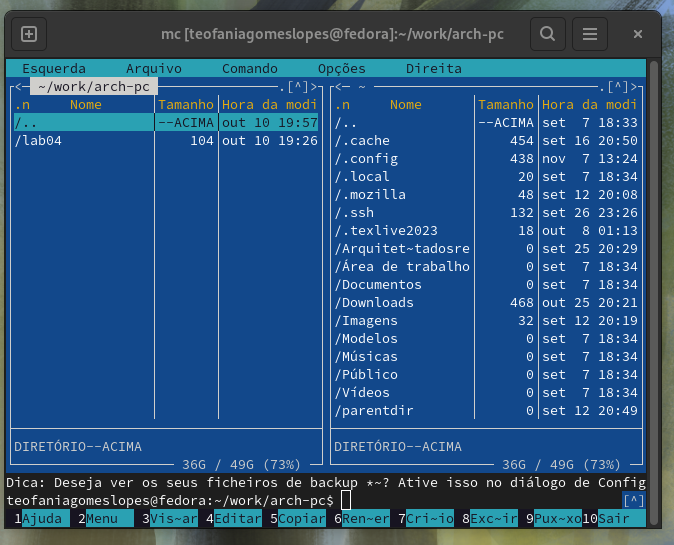 mc [teofaniagomeslopes@fedora]:~/work/arch-pc
Esquerda Arquivo Comando Opções Direita
<─ ~/work/arch-pc .[^]>
.n Nome Tamanho Hora da modi
/.. --ACIMA out 10 19:57
/lab04 104 out 10 19:26
DIRETÓRIO--ACIMA
36G / 49G (73%)
<─ ~ .[^]>
.n Nome Tamanho Hora da modi
/.. --ACIMA set 7 18:33
/.cache 454 set 16 20:50
/.config 438 nov 7 13:24
/.local 20 set 7 18:34
/.mozilla 48 set 12 20:08
/.ssh 132 set 26 23:26
/.texlive2023 18 out 8 01:13
/Arquitet~tadosre 0 set 25 20:29
/Área de trabalho 0 set 7 18:34
/Documentos 0 set 7 18:34
/Downloads 468 out 25 20:21
/Imagens 32 set 12 20:19
/Modelos 0 set 7 18:34
/Músicas 0 set 7 18:34
/Público 0 set 7 18:34
/Vídeos 0 set 7 18:34
/parentdir 0 set 12 20:49
DIRETÓRIO--ACIMA
36G / 49G (73%)
Dica: Deseja ver os seus ficheiros de backup *~? Ative isso no diálogo de Config
teofaniagomeslopes@fedora:~/work/arch-pc$ [^]
1Ajuda 2Menu 3Vis~ar 4Editar 5Copiar 6Ren~er 7Cri~io 8Exc~ir 9Pux~xo 10Sair